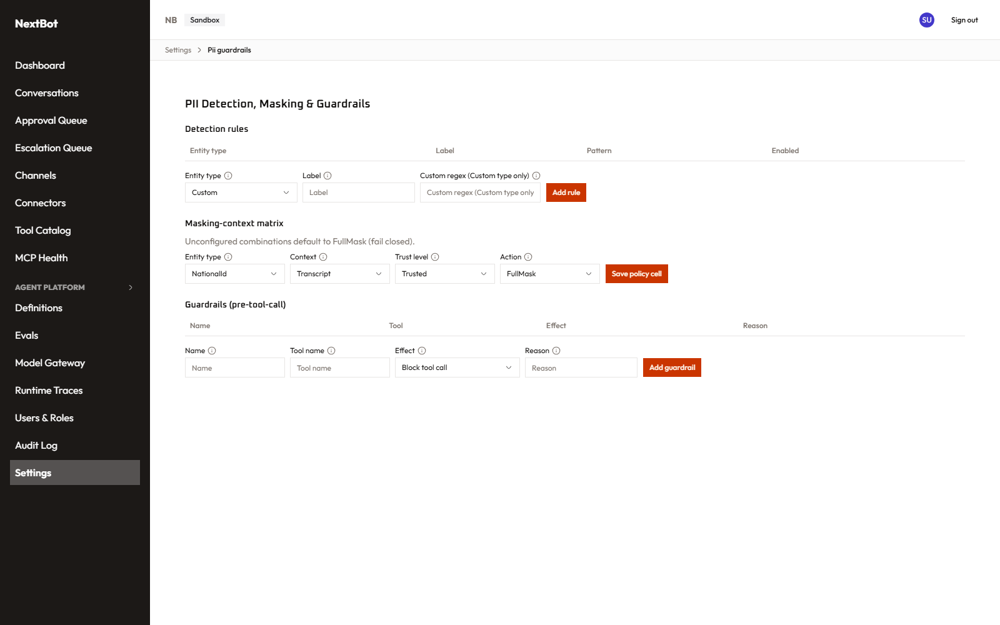 NextBot
Dashboard
Conversations
Approval Queue
Escalation Queue
Channels
Connectors
Tool Catalog
MCP Health
AGENT PLATFORM
Definitions
Evals
Model Gateway
Runtime Traces
Users & Roles
Audit Log
Settings
NB Sandbox SU Sign out
Settings Pii guardrails
PII Detection, Masking & Guardrails
Detection rules
Entity type Label Pattern Enabled
Entity type Label Custom regex (Custom type only)
Custom Label Custom regex (Custom type only Add rule
Masking-context matrix
Unconfigured combinations default to FullMask (fail closed).
Entity type Context Trust level Action
NationalId Transcript Trusted FullMask Save policy cell
Guardrails (pre-tool-call)
Name Tool Effect Reason
Name Tool name Effect Reason
Name Tool name Block tool call Reason Add guardrail